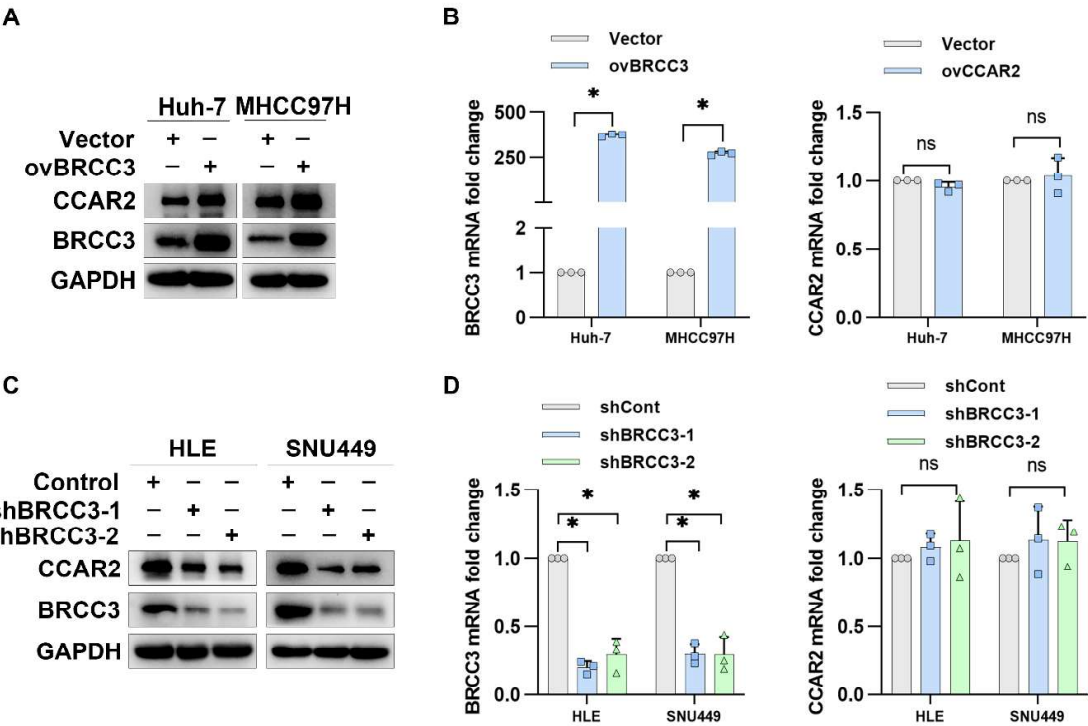 A
Huh-7 MHCC97H
Vector + – + –
ovBRCC3 – + – +
CCAR2
BRCC3
GAPDH
B
Vector
ovBRCC3
BRCC3 mRNA fold change
500
250
2
1
0
* *
Huh-7 MHCC97H
Vector
ovCCAR2
CCAR2 mRNA fold change
1.5
1.0
0.5
0.0
ns ns
Huh-7 MHCC97H
C
HLE SNU449
Control + – – + – –
shBRCC3-1 – + – – + –
hBRCC3-2 – – + – – +
CCAR2
BRCC3
GAPDH
D
shCont
shBRCC3-1
shBRCC3-2
BRCC3 mRNA fold change
1.5
1.0
0.5
0.0
* *
* *
HLE SNU449
shCont
shBRCC3-1
shBRCC3-2
CCAR2 mRNA fold change
1.5
1.0
0.5
0.0
ns ns
HLE SNU449